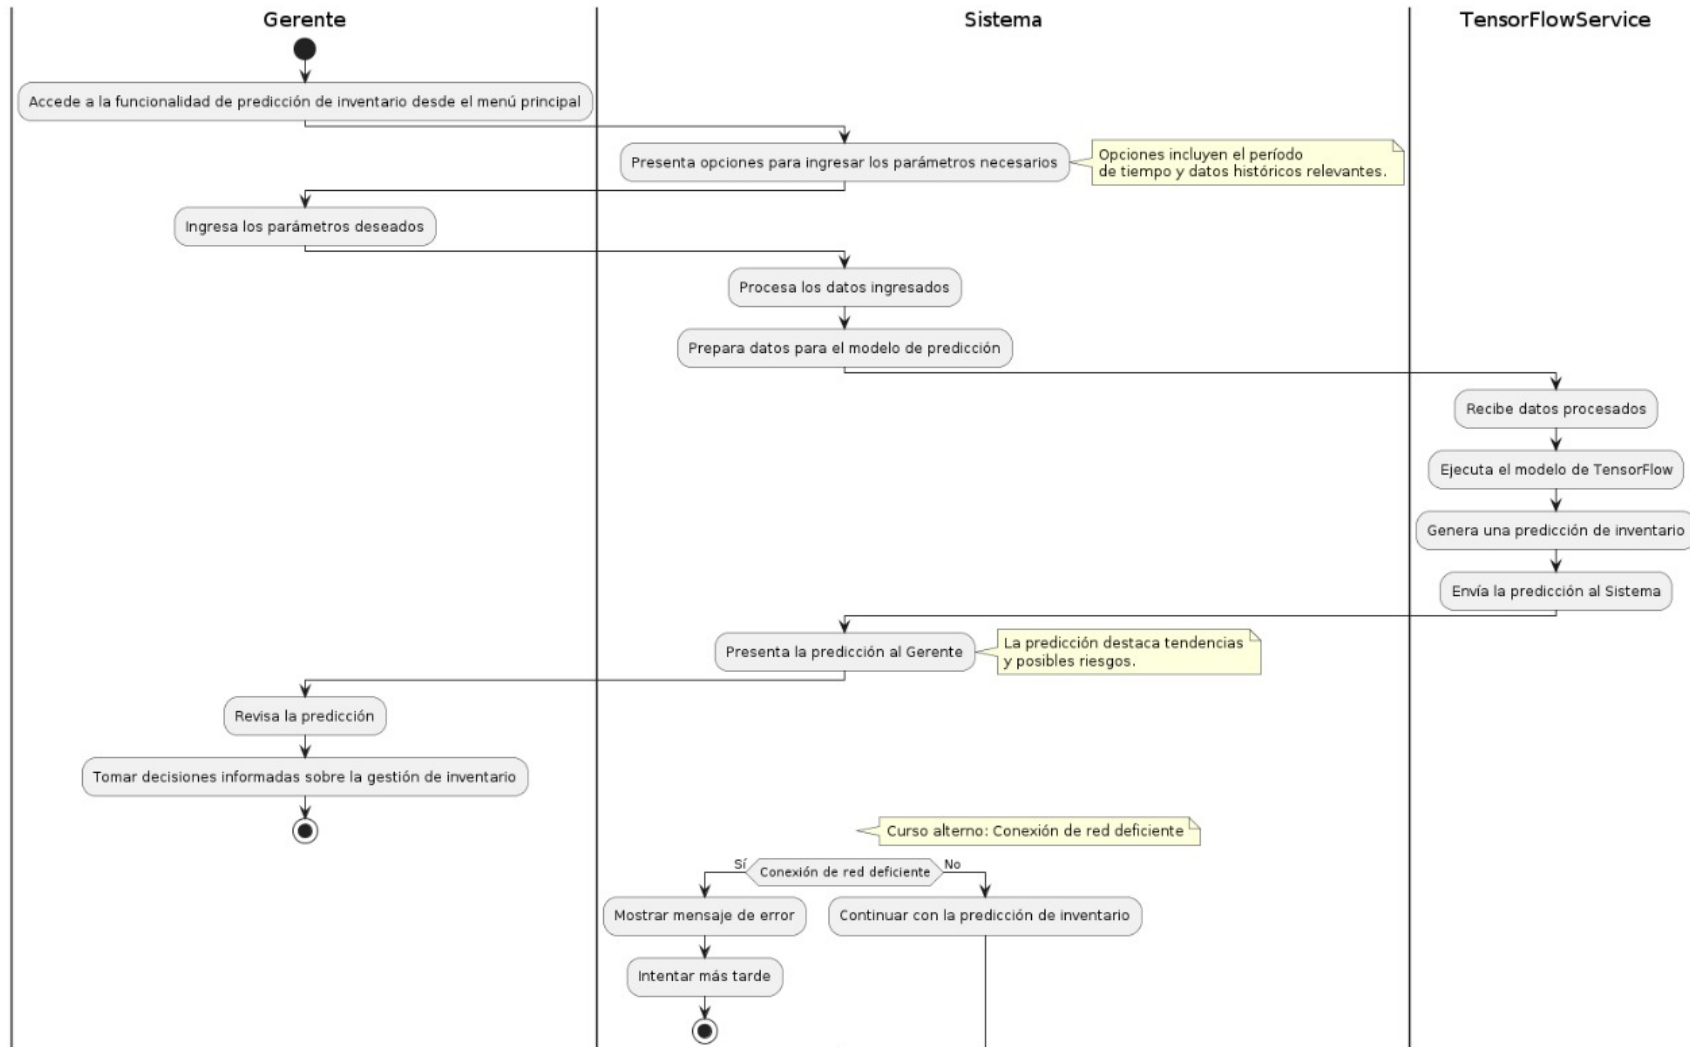 Gerente
Sistema
TensorFlowService
Accede a la funcionalidad de predicción de inventario desde el menú principal
Presenta opciones para ingresar los parámetros necesarios
Opciones incluyen el período
de tiempo y datos históricos relevantes.
Ingresa los parámetros deseados
Procesa los datos ingresados
Prepara datos para el modelo de predicción
Recibe datos procesados
Ejecuta el modelo de TensorFlow
Genera una predicción de inventario
Envía la predicción al Sistema
Presenta la predicción al Gerente
La predicción destaca tendencias
y posibles riesgos.
Revisa la predicción
Tomar decisiones informadas sobre la gestión de inventario
Curso alterno: Conexión de red deficiente
Sí
Conexión de red deficiente
No
Mostrar mensaje de error
Continuar con la predicción de inventario
Intentar más tarde